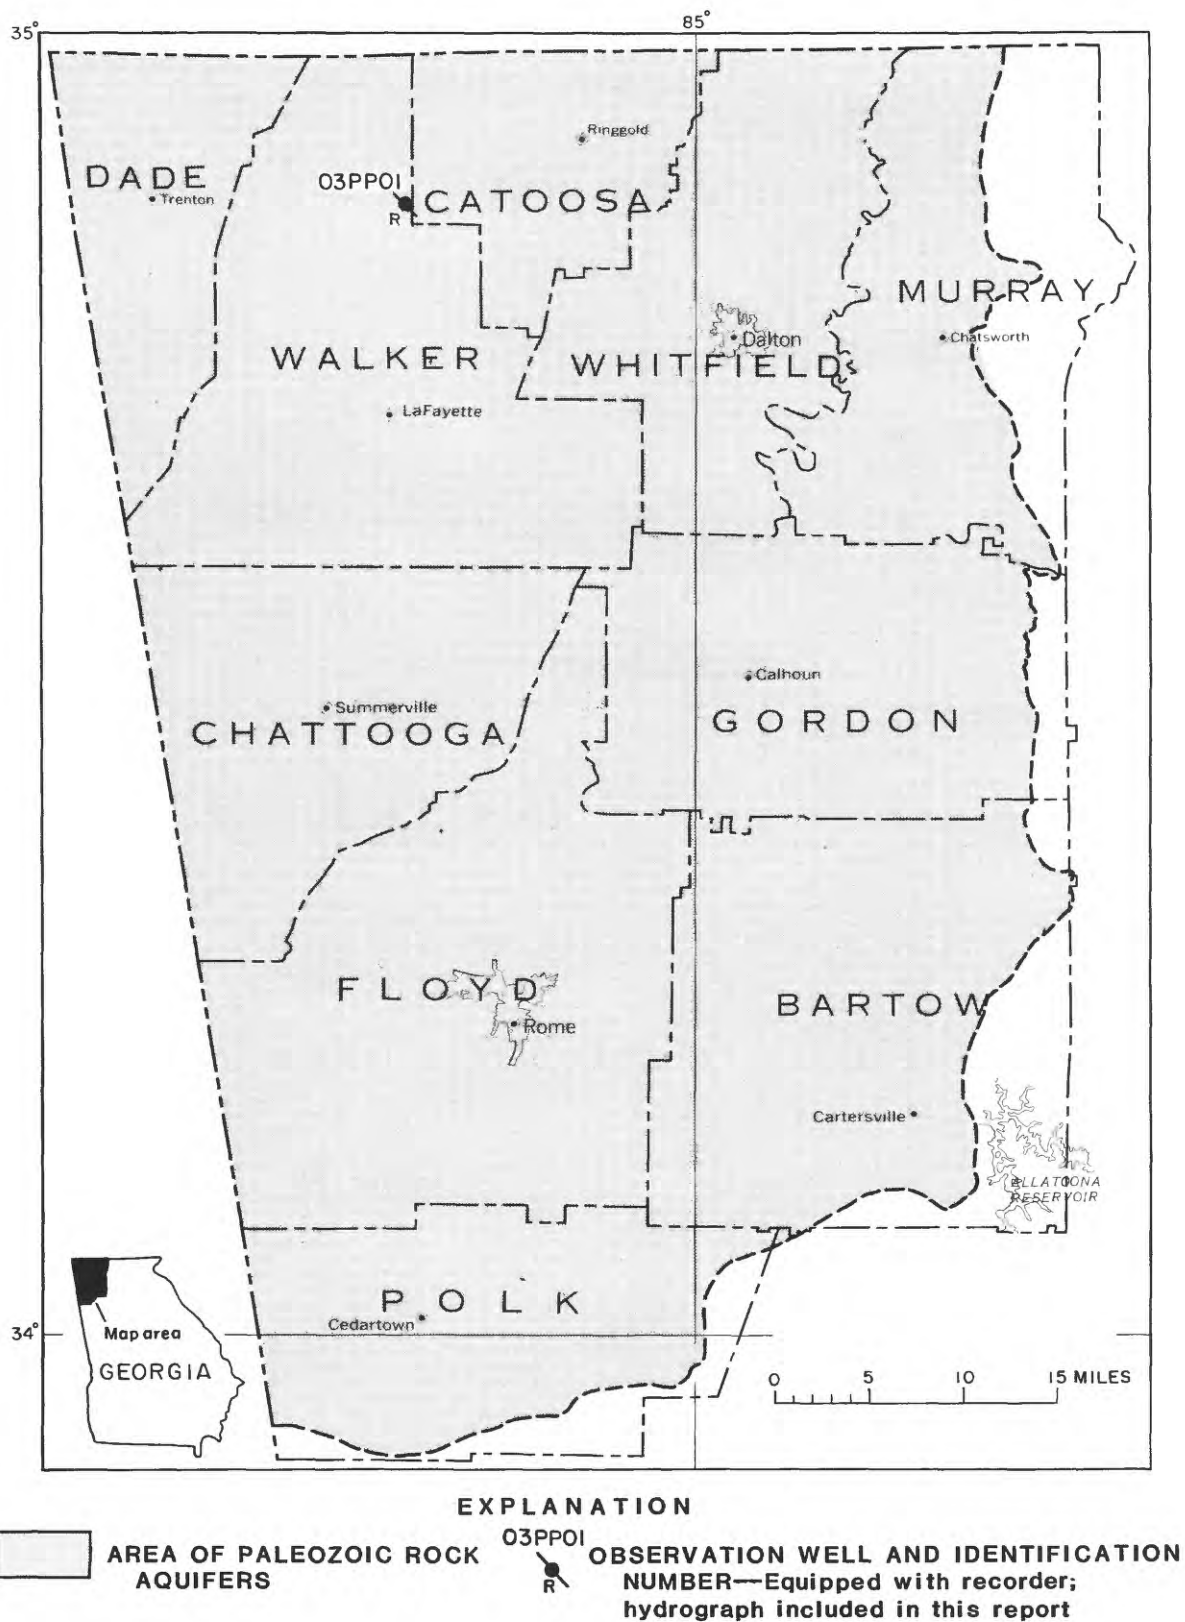 35°
85°
Ringgold
DADE
Trenton
03PP01
R
CATOOSA
MURRAY
Dalton
Chatsworth
WALKER
WHITFIELD
LaFayette
Calhoun
Summerville
GORDON
CHATTOOGA
FLOYD
BARTOW
Rome
Cartersville
ALLATOONA
RESERVOIR
POLK
Cedartown
34°
Map area
GEORGIA
0 5 10 15 MILES
EXPLANATION
AREA OF PALEOZOIC ROCK
AQUIFERS
03PP01
R
OBSERVATION WELL AND IDENTIFICATION
NUMBER—Equipped with recorder;
hydrograph included in this report